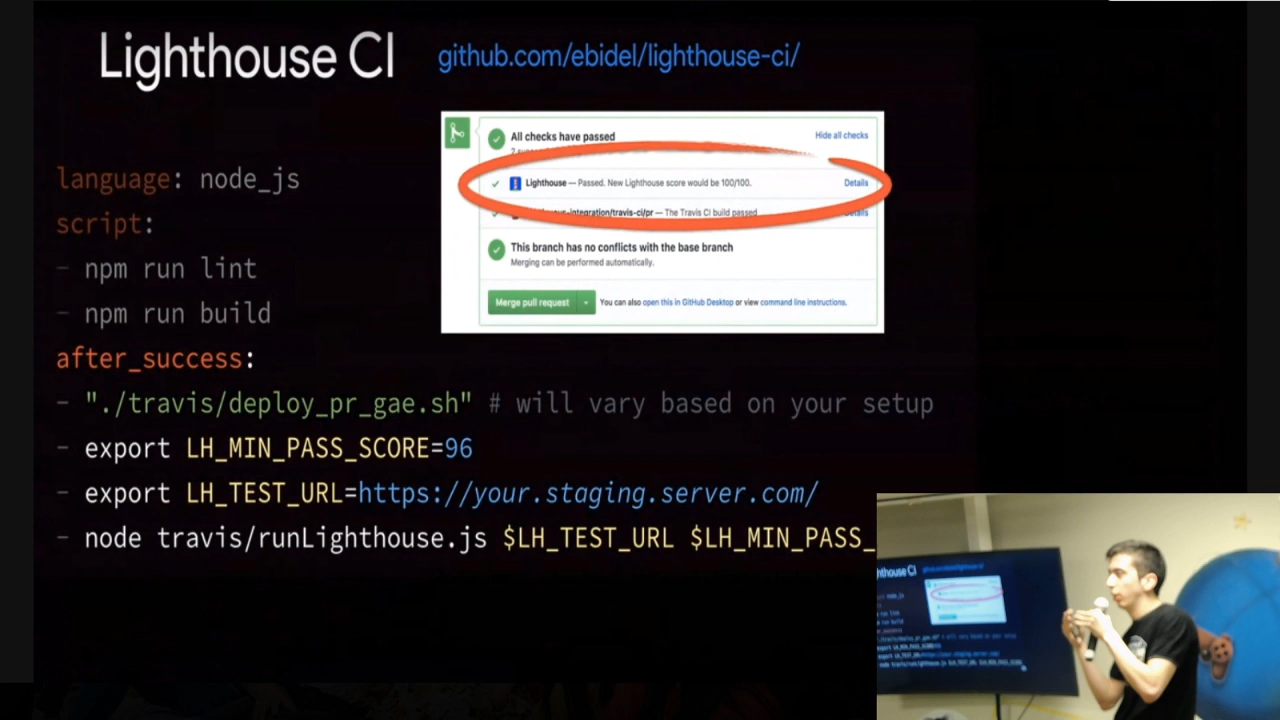 Lighthouse CI
github.com/ebidel/lighthouse-ci/
All checks have passed
Hide all checks
Lighthouse — Passed. New Lighthouse score would be 100/100.
Details
-integration/travis-ci/pr — The Travis CI build passed
Details
This branch has no conflicts with the base branch
Merging can be performed automatically.
Merge pull request
You can also open this in GitHub Desktop or view command line instructions.
language: node_js
script:
- npm run lint
- npm run build
after_success:
- "./travis/deploy_pr_gae.sh" # will vary based on your setup
- export LH_MIN_PASS_SCORE=96
- export LH_TEST_URL=https://your.staging.server.com/
- node travis/runLighthouse.js $LH_TEST_URL $LH_MIN_PASS_